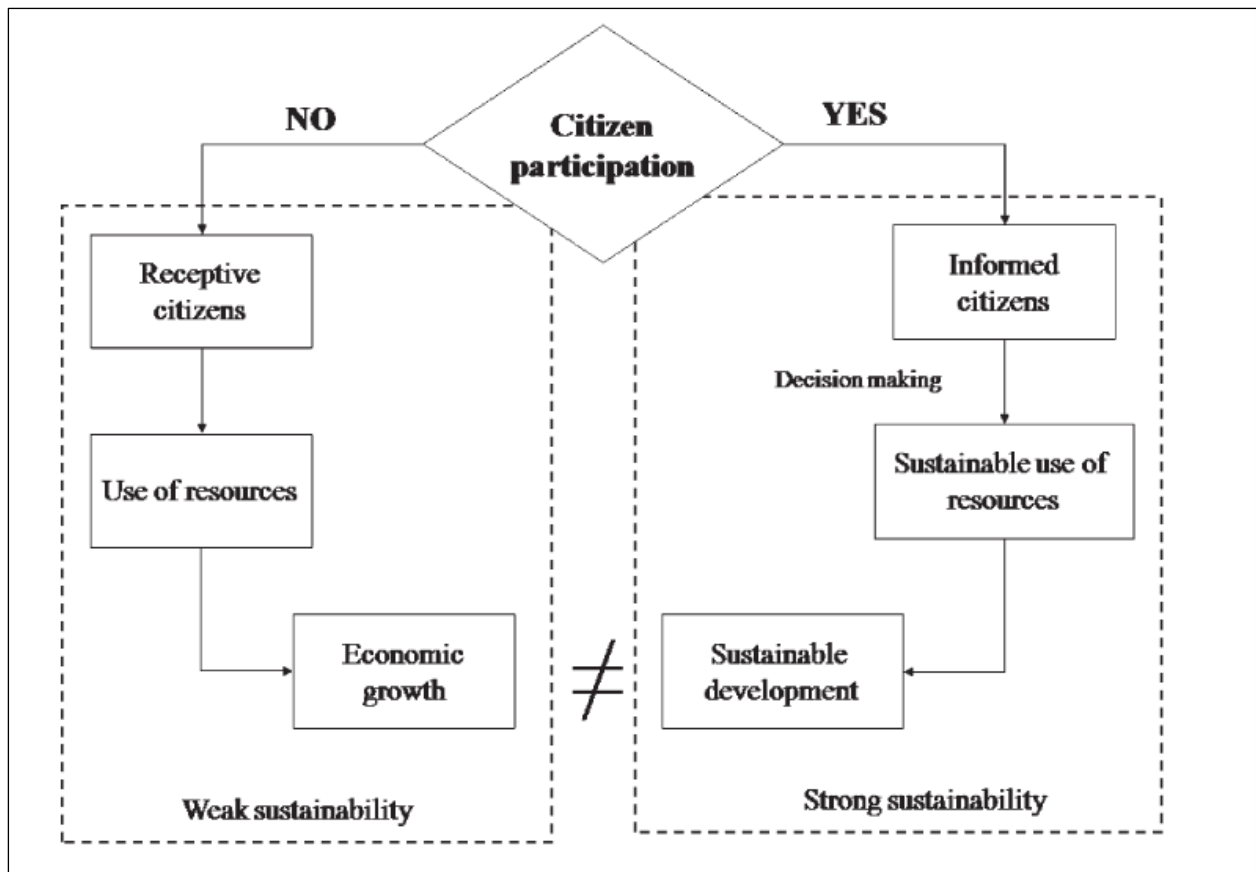 NO
YES
Citizen
participation
Receptive
citizens
Informed
citizens
Decision making
Use of resources
Sustainable use of
resources
Economic
growth
≠
Sustainable
development
Weak sustainability
Strong sustainability